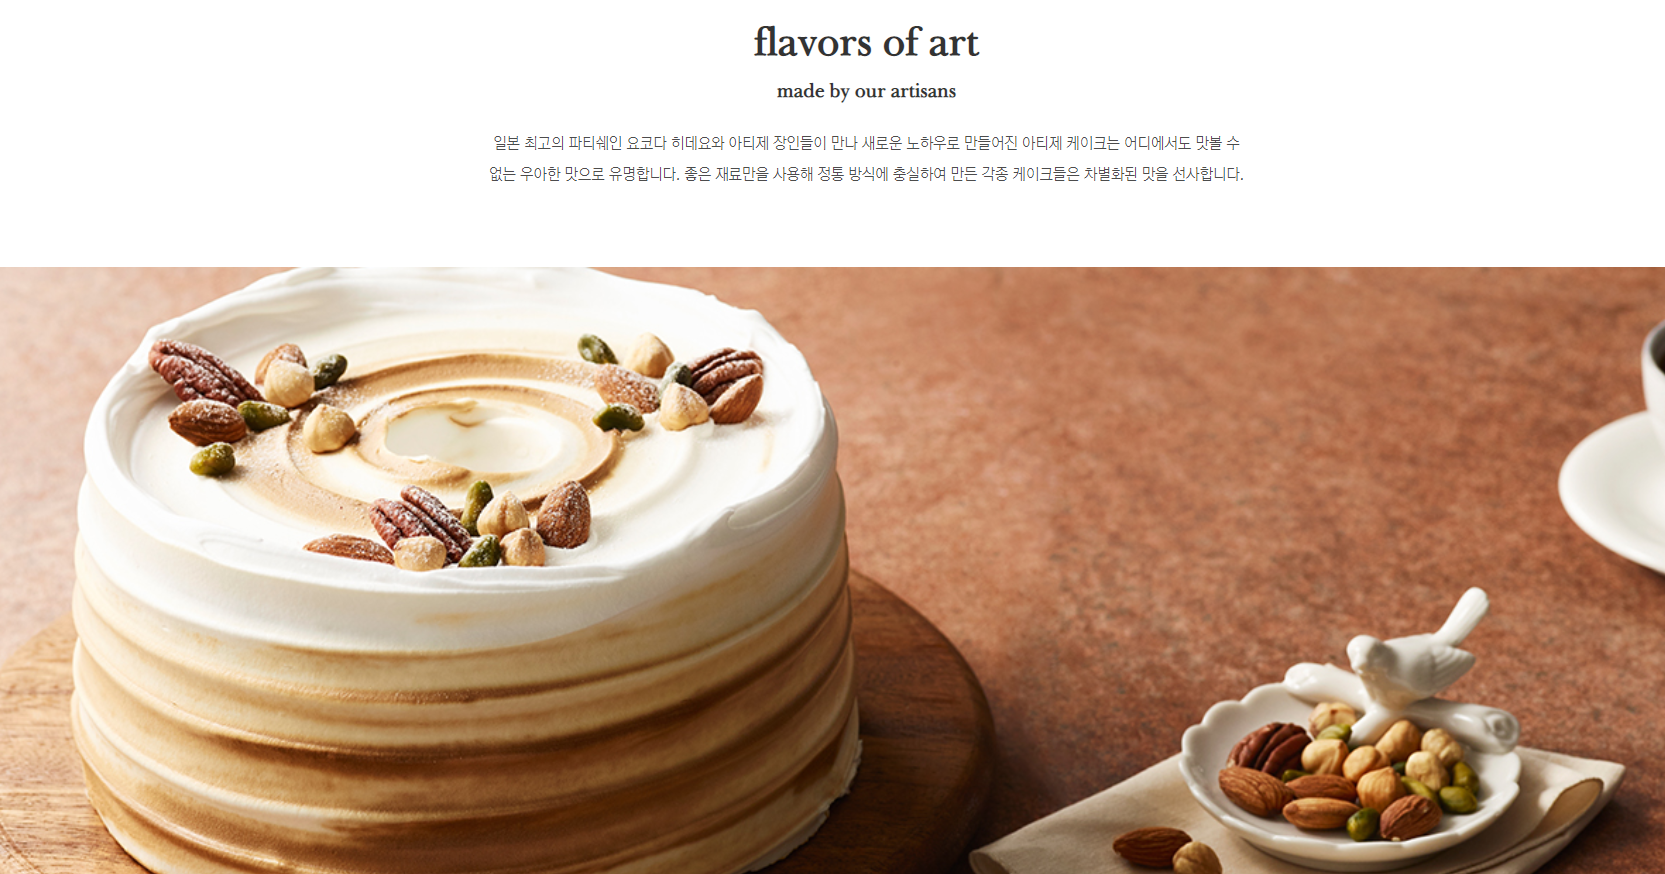 flavors of art
made by our artisans
일본 최고의 파티쉐인 요코다 히데요와 아티제 장인들이 만나 새로운 노하우로 만들어진 아티제 케이크는 어디에서도 맛볼 수
없는 우아한 맛으로 유명합니다. 좋은 재료만을 사용해 정통 방식에 충실하여 만든 각종 케이크들은 차별화된 맛을 선사합니다.